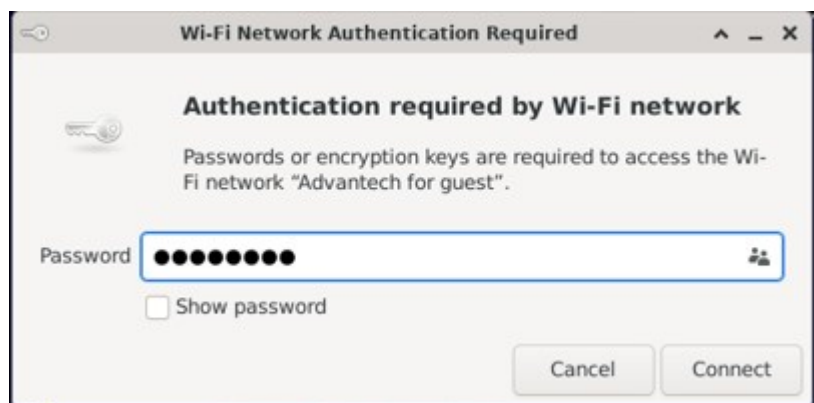 Wi-Fi Network Authentication Required
Authentication required by Wi-Fi network
Passwords or encryption keys are required to access the Wi-
Fi network “Advantech for guest”.
Password ●●●●●●●●
Show password
Cancel Connect